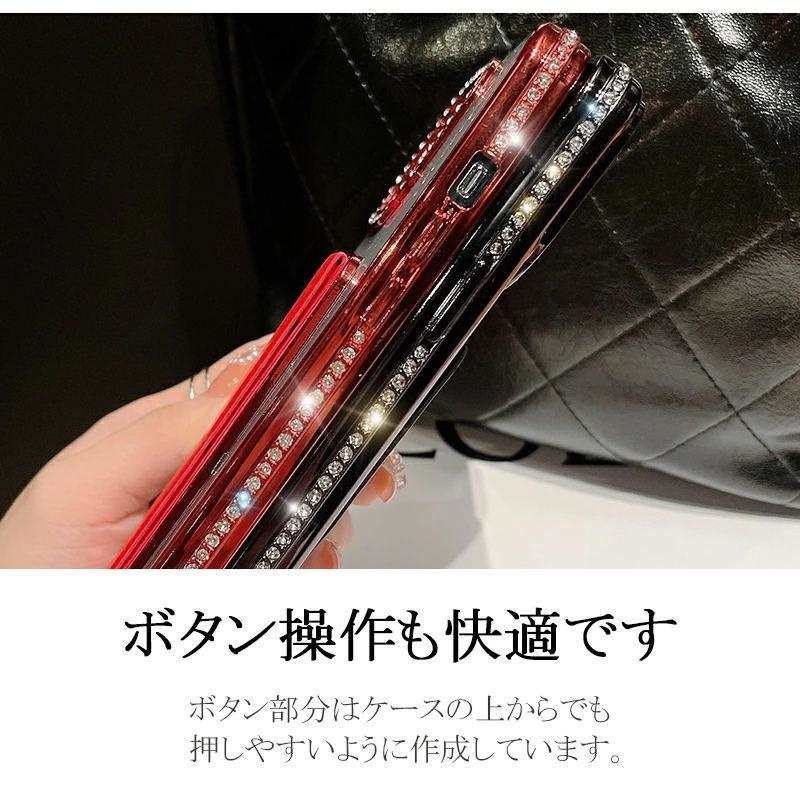 ボタン操作も快適です
ボタン部分はケースの上からでも
押しやすいように作成しています。